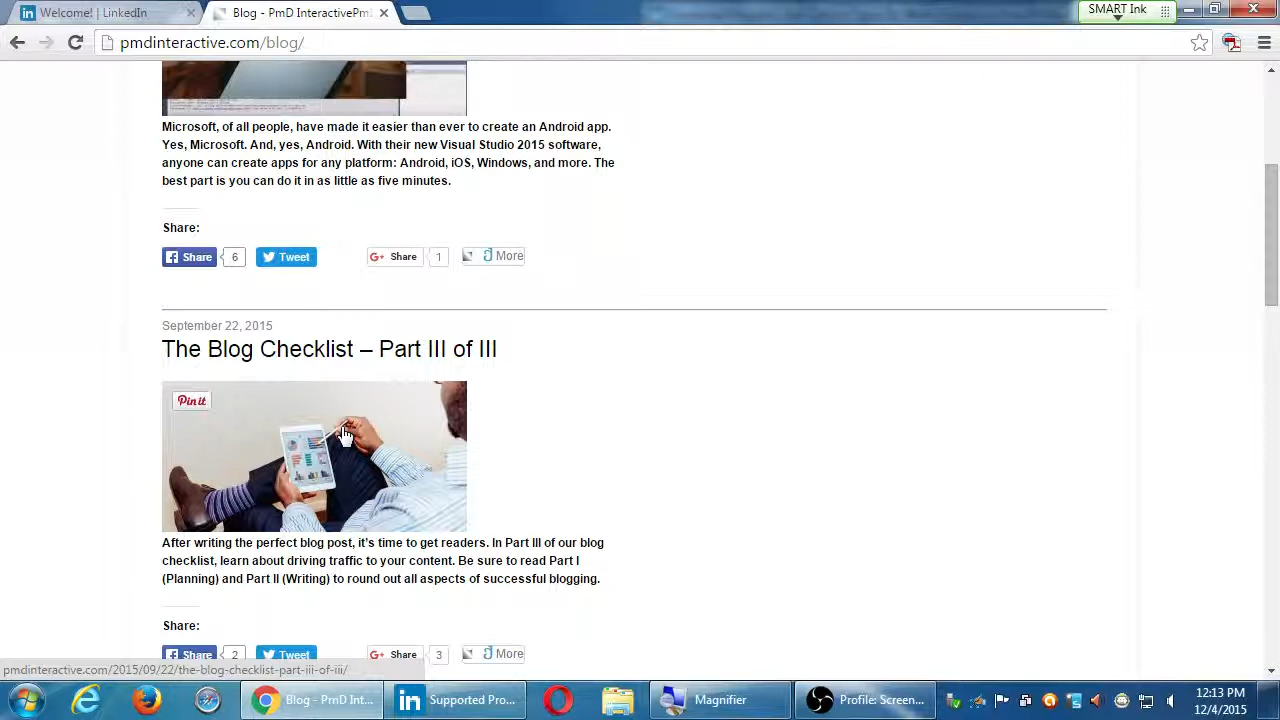 Welcome! | LinkedIn
Blog - PmD InteractivePm
SMART Ink
pmdinteractive.com/blog/
Microsoft, of all people, have made it easier than ever to create an Android app.
Yes, Microsoft. And, yes, Android. With their new Visual Studio 2015 software,
anyone can create apps for any platform: Android, iOS, Windows, and more. The
best part is you can do it in as little as five minutes.
Share:
Share 6 Tweet G+ Share 1 More
September 22, 2015
The Blog Checklist – Part III of III
Pin it
After writing the perfect blog post, it's time to get readers. In Part III of our blog
checklist, learn about driving traffic to your content. Be sure to read Part I
(Planning) and Part II (Writing) to round out all aspects of successful blogging.
Share:
Share 2 Tweet G+ Share 3 More
pmdinteractive.com/2015/09/22/the-blog-checklist-part-iii-of-iii/
Blog - PmD Int... Supported Pro... Magnifier Profile: Screen...
12:13 PM
12/4/2015